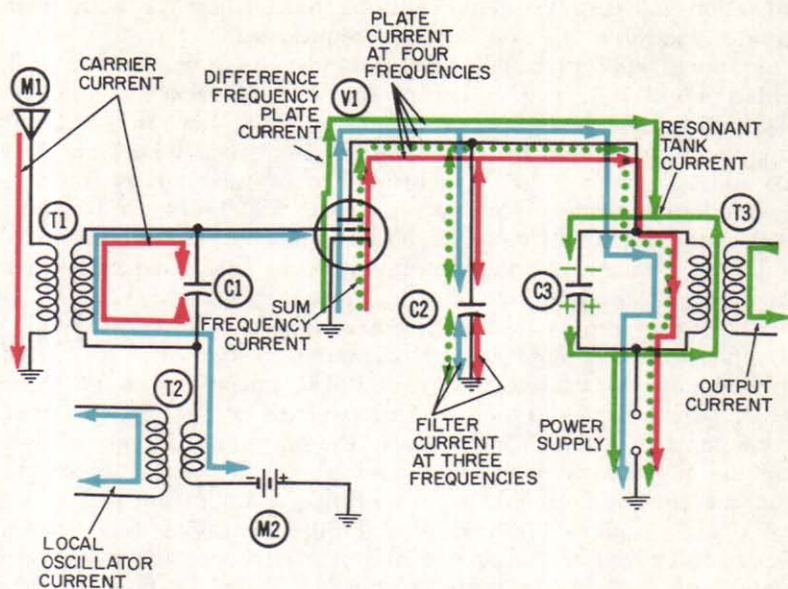 PLATE
CURRENT
AT FOUR
FREQUENCIES
CARRIER
CURRENT
DIFFERENCE
FREQUENCY
PLATE
CURRENT
M1
V1
RESONANT
TANK
CURRENT
T1
T3
C1
C2
C3
SUM
FREQUENCY
CURRENT
T2
FILTER
CURRENT
AT THREE
FREQUENCIES
POWER
SUPPLY
OUTPUT
CURRENT
- +
M2
LOCAL
OSCILLATOR
CURRENT